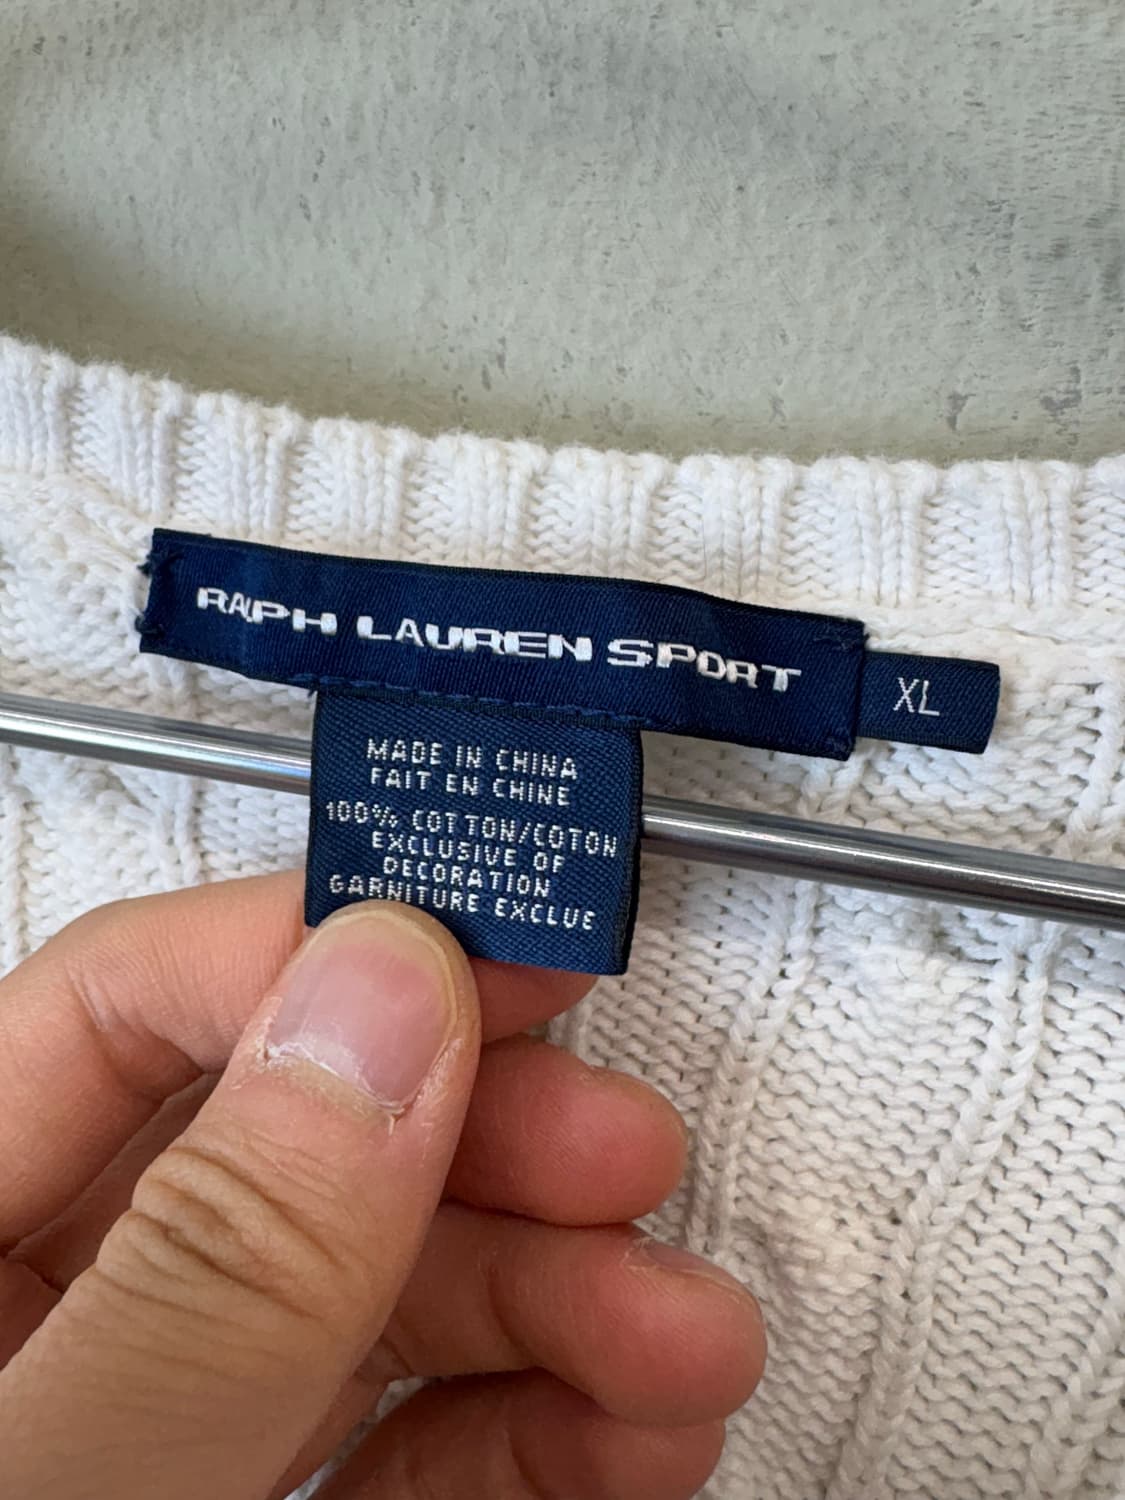 RALPH LAUREN SPORT
XL
MADE IN CHINA
FAIT EN CHINE
100% COTTON/COTON
EXCLUSIVE OF
DECORATION
GARNITURE EXCLUE